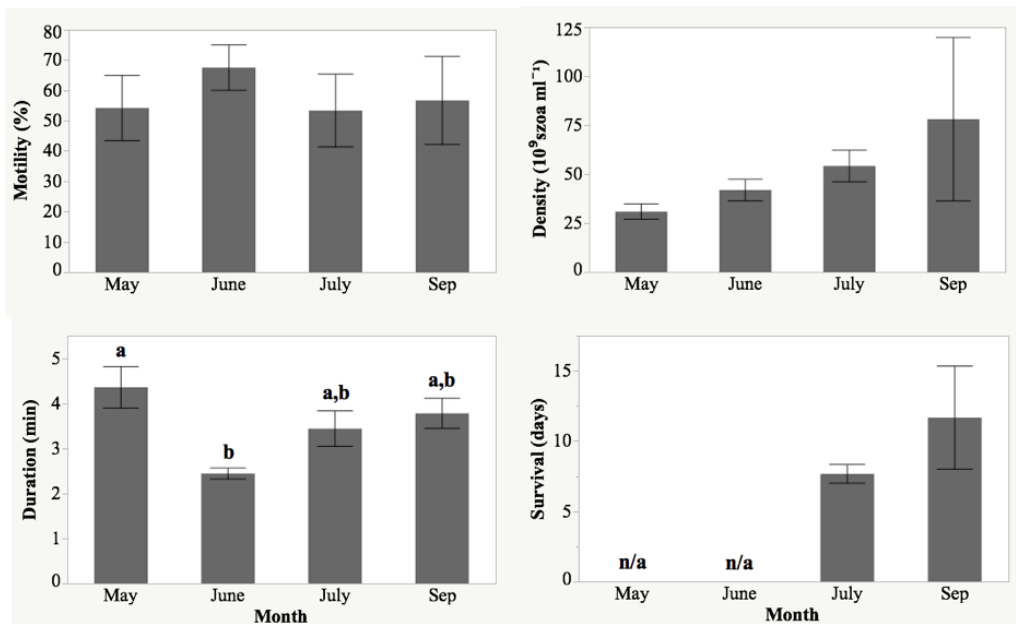 Motility (%)
80
70
60
50
40
30
20
10
0
May June July Sep
Density (10⁹szoa ml⁻¹)
125
100
75
50
25
0
May June July Sep
Duration (min)
5
4
3
2
1
0
a
b
a,b
a,b
May June July Sep
Month
Survival (days)
15
10
5
0
n/a n/a
May June July Sep
Month